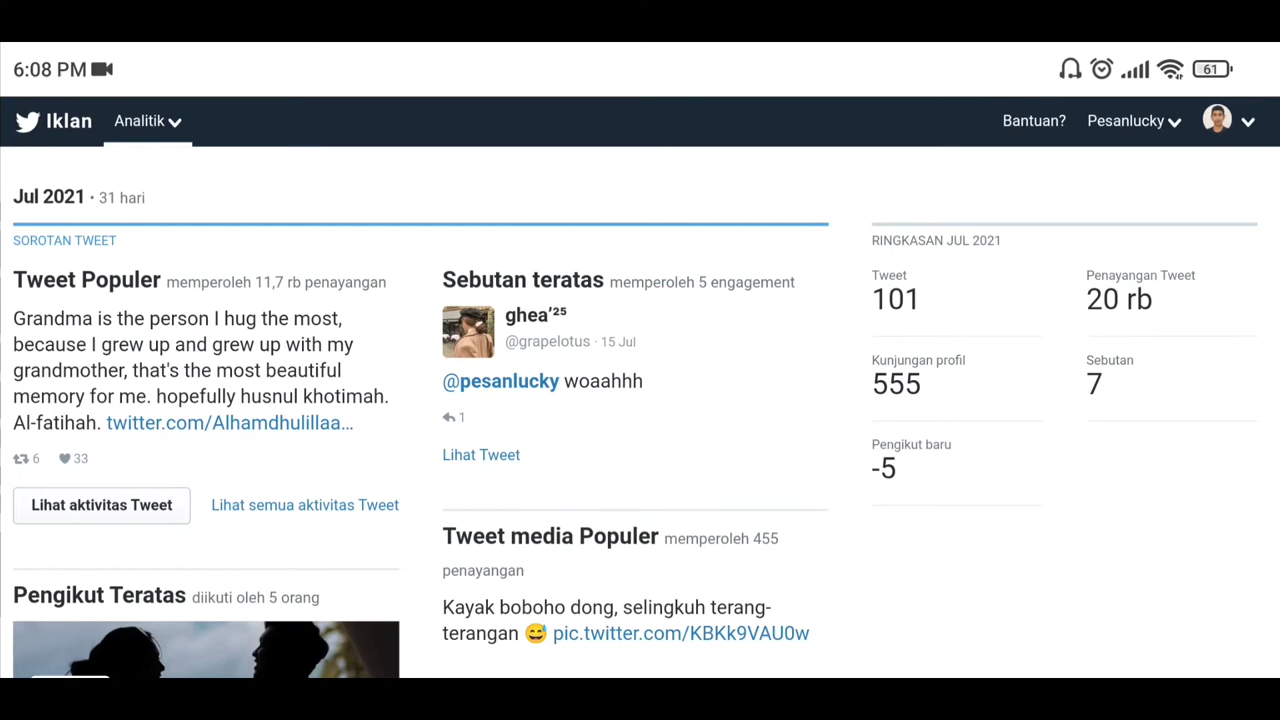 6:08 PM
61
Iklan
Analitik
Bantuan?
Pesanlucky
Jul 2021 · 31 hari
SOROTAN TWEET
Tweet Populer memperoleh 11,7 rb penayangan
Grandma is the person I hug the most,
because I grew up and grew up with my
grandmother, that's the most beautiful
memory for me. hopefully husnul khotimah.
Al-fatihah. twitter.com/Alhamdhulillaa…
6
33
Lihat aktivitas Tweet
Lihat semua aktivitas Tweet
Pengikut Teratas diikuti oleh 5 orang
Sebutan teratas memperoleh 5 engagement
ghea’²⁵
@grapelotus · 15 Jul
@pesanlucky woaahhh
1
Lihat Tweet
Tweet media Populer memperoleh 455
penayangan
Kayak boboho dong, selingkuh terang-
terangan 😅 pic.twitter.com/KBKk9VAU0w
RINGKASAN JUL 2021
Tweet
101
Penayangan Tweet
20 rb
Kunjungan profil
555
Sebutan
7
Pengikut baru
-5